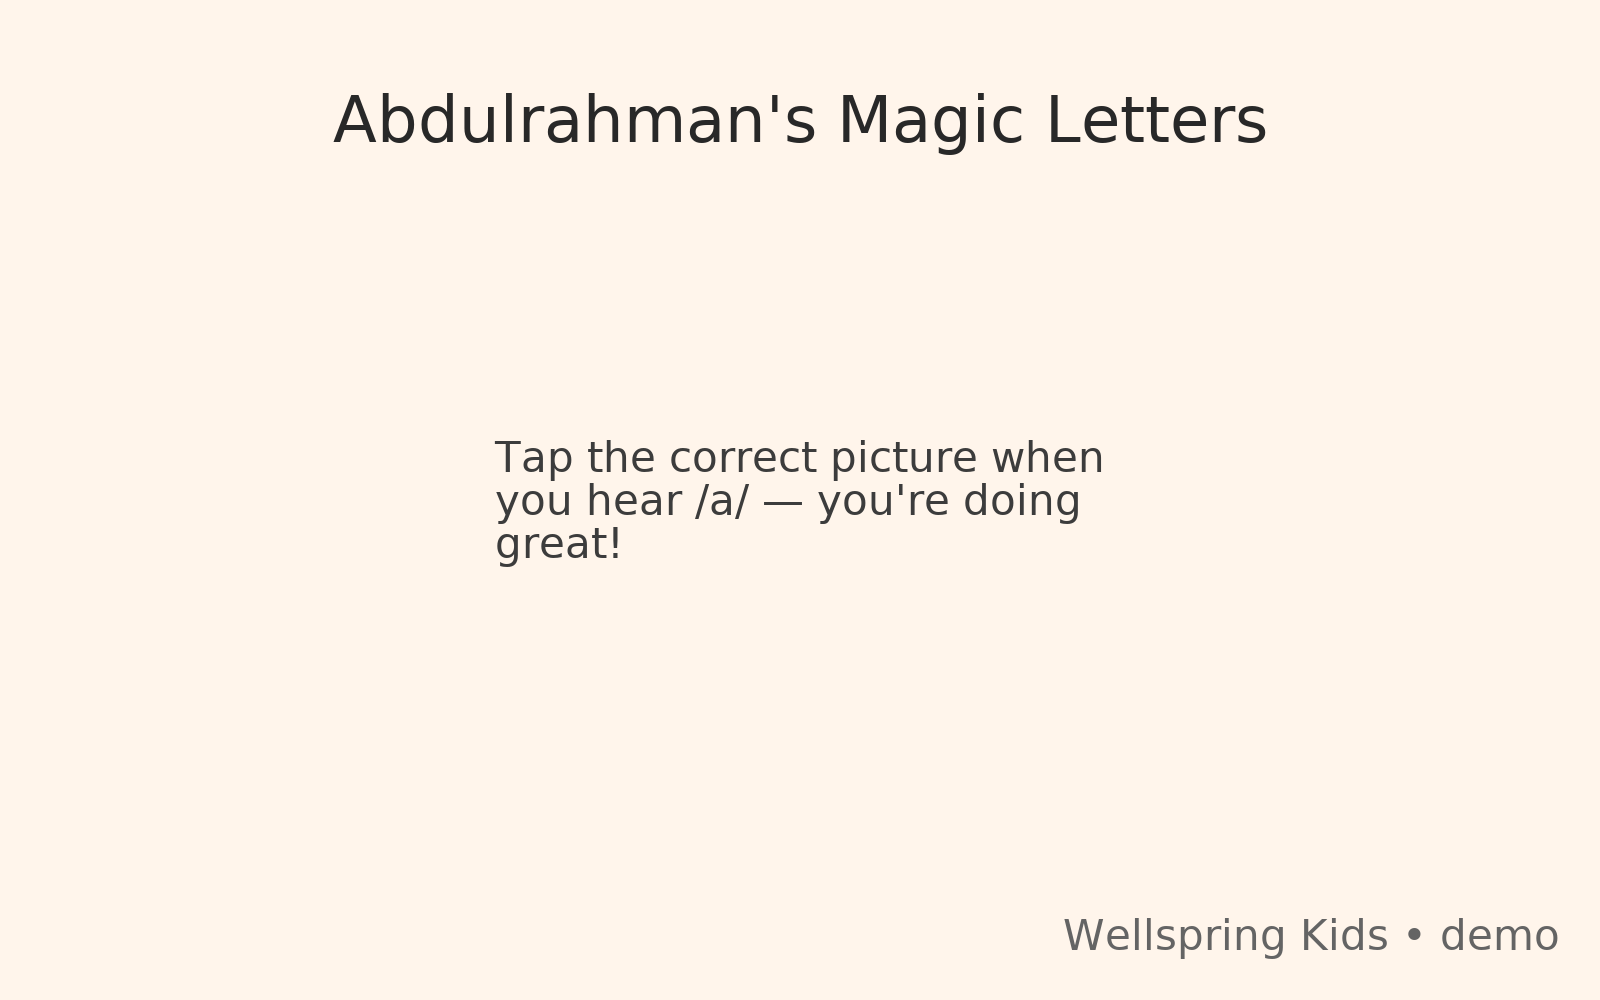 Abdulrahman's Magic Letters
Tap the correct picture when
you hear /a/ — you're doing
great!
Wellspring Kids • demo